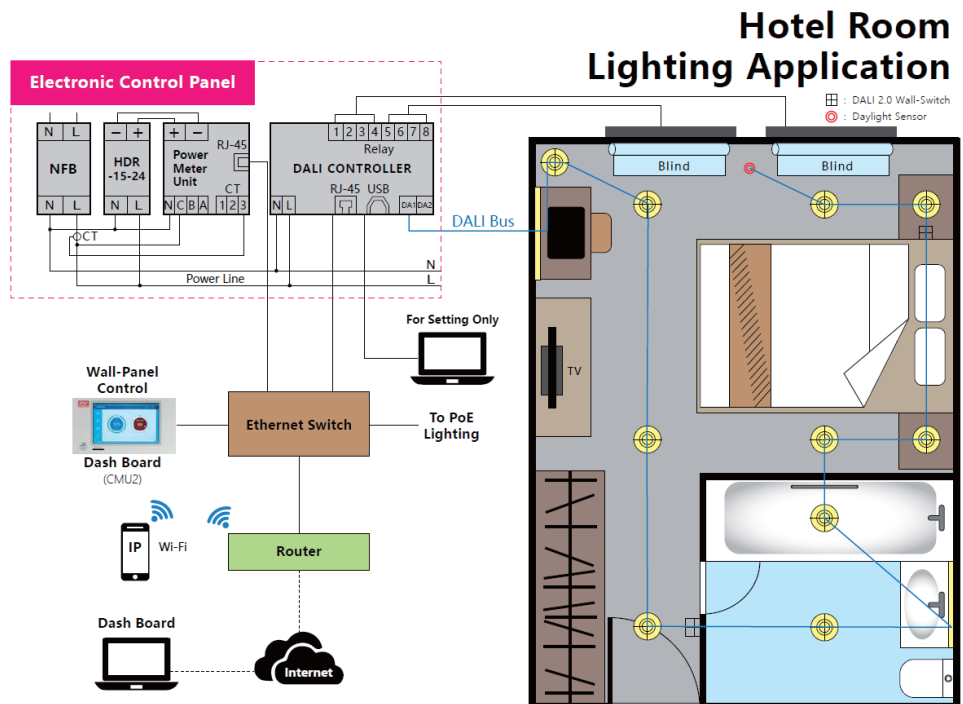 Hotel Room
Lighting Application
: DALI 2.0 Wall-Switch
: Daylight Sensor
Electronic Control Panel
N L
NFB
N L
− +
HDR
-15-24
N L
+ −
RJ-45
Power
Meter
Unit
CT
N C B A 1 2 3
1 2 3 4 5 6 7 8
Relay
DALI CONTROLLER
RJ-45 USB
N L
DA1 DA2
CT
DALI Bus
N
Power Line
L
Blind
Blind
TV
For Setting Only
Wall-Panel
Control
Ethernet Switch
To PoE
Lighting
Dash Board
(CMU2)
IP
Wi-Fi
Router
Dash Board
Internet